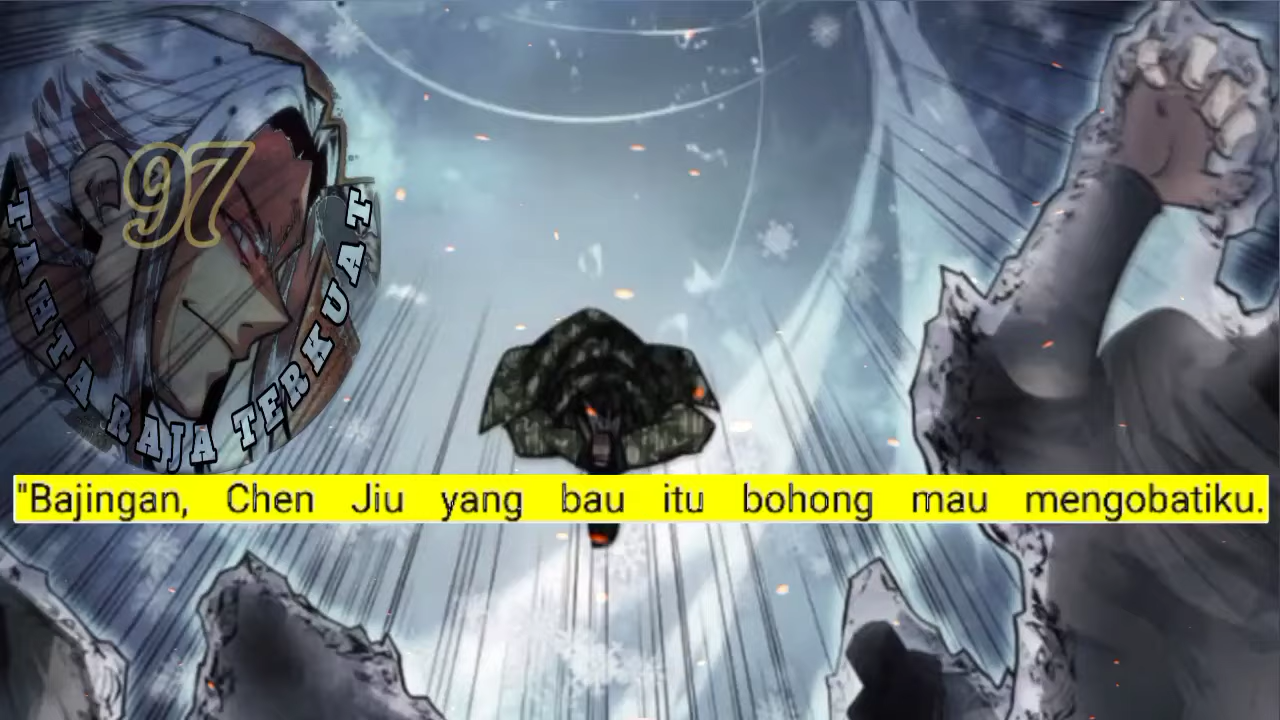 97
TAHTA RAJA TERKUAT
"Bajingan, Chen Jiu yang bau itu bohong mau mengobatiku.